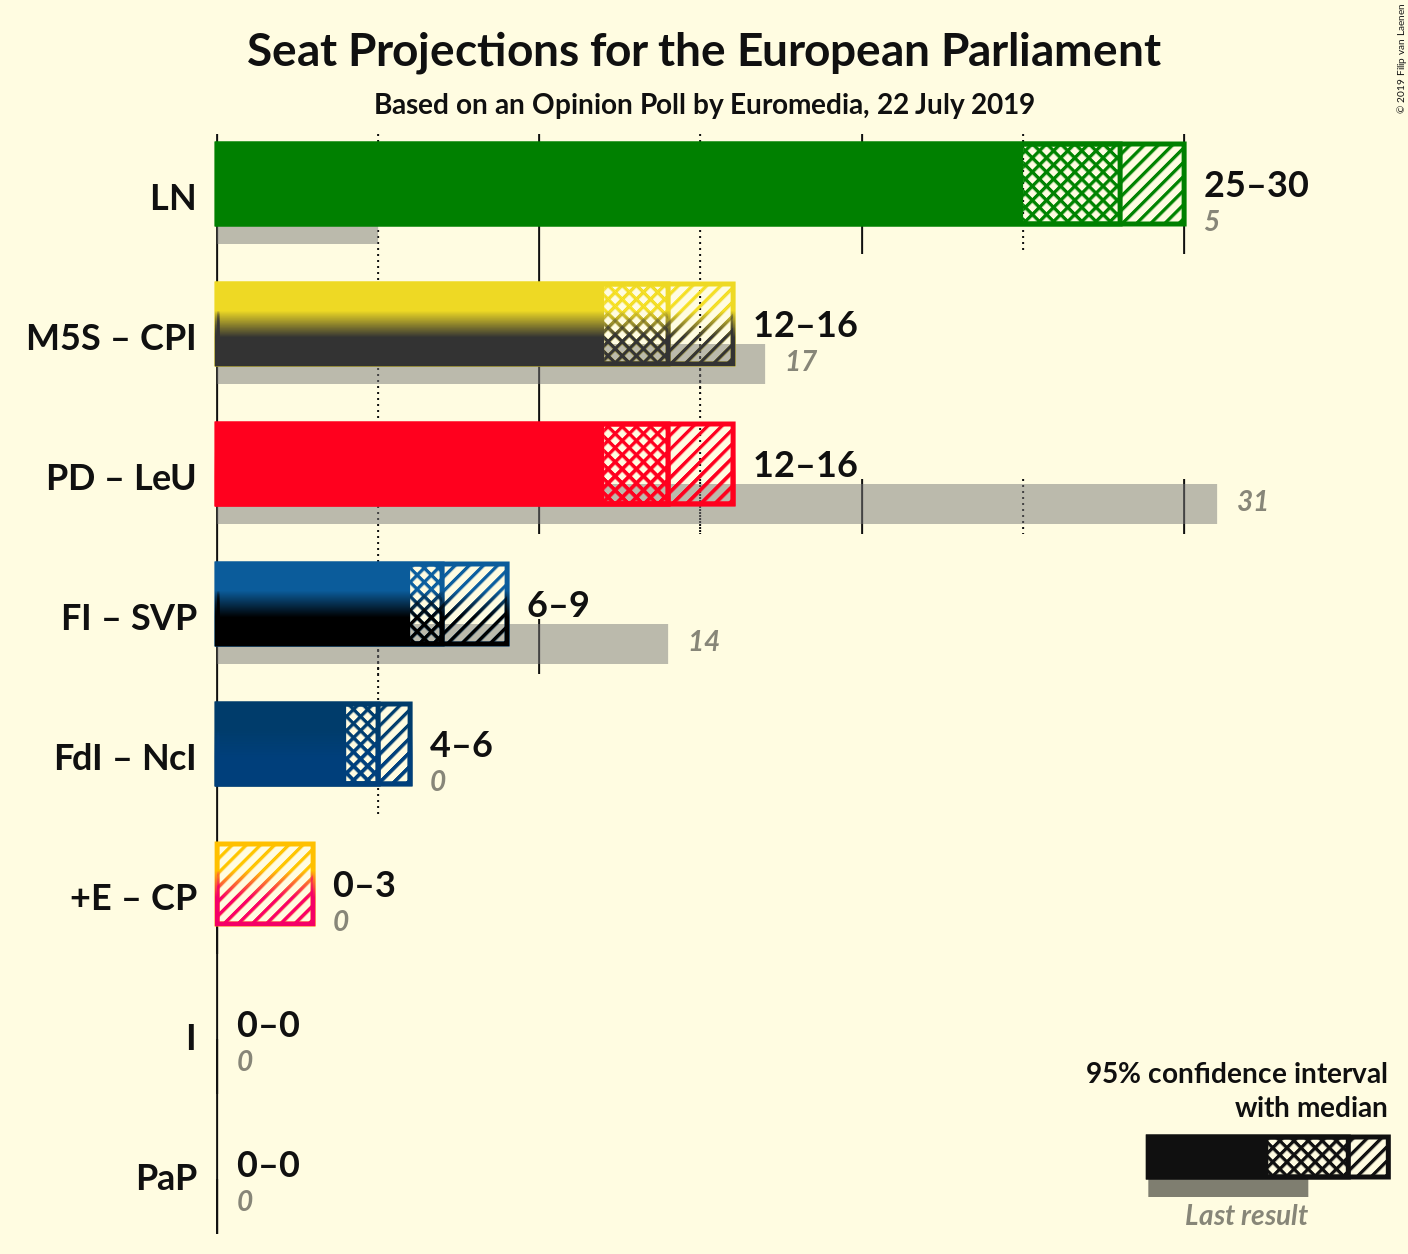 Seat Projections for the European Parliament
Based on an Opinion Poll by Euromedia, 22 July 2019
© 2019 Filip van Laenen
LN
25–30
5
M5S – CPI
12–16
17
PD – LeU
12–16
31
FI – SVP
6–9
14
FdI – NcI
4–6
0
+E – CP
0–3
0
I
0–0
0
PaP
0–0
0
95% confidence interval
with median
Last result